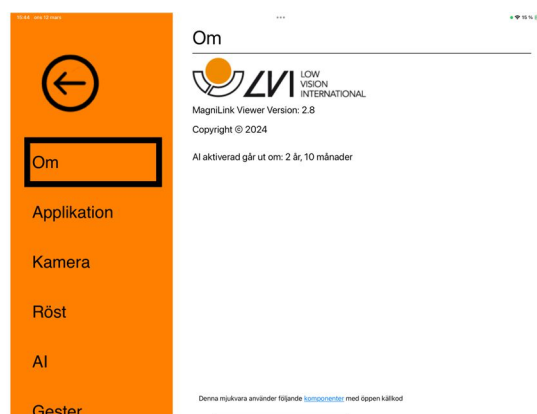 10:44 ons 12 mars
15 %
Om
Applikation
Kamera
Röst
AI
Gester
Om
LVI LOW
VISION
INTERNATIONAL
MagniLink Viewer Version: 2.8
Copyright © 2024
AI aktiverad går ut om: 2 år, 10 månader
Denna mjukvara använder följande komponenter med öppen källkod